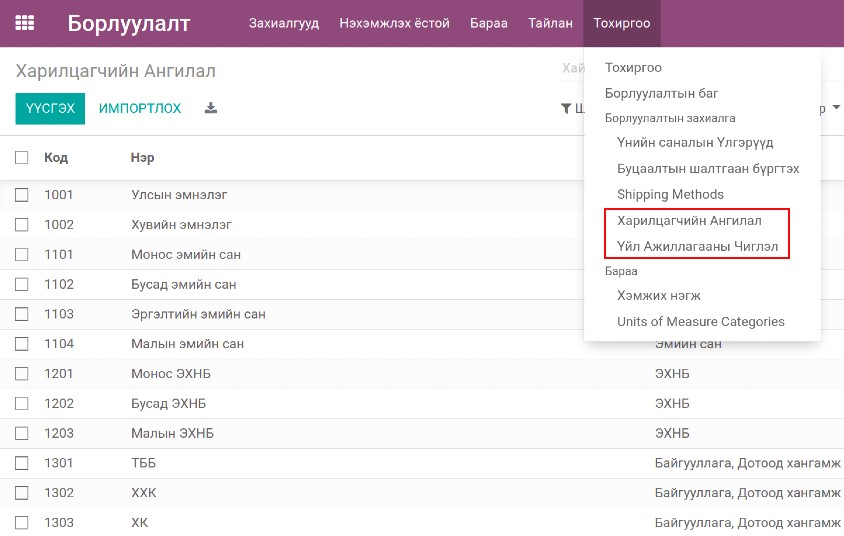 Борлуулалт Захиалгууд Нэхэмжлэх ёстой Бараа Тайлан Тохиргоо
Харилцагчийн Ангилал
ҮҮСГЭХ ИМПОРТЛОХ
Тохиргоо
Борлуулалтын баг
Борлуулалтын захиалга
Үнийн саналын Үлгэрүүд
Буцаалтын шалтгаан бүргтэх
Shipping Methods
Харилцагчийн Ангилал
Үйл Ажиллагааны Чиглэл
Бараа
Хэмжих нэгж
Units of Measure Categories
Код Нэр
1001 Улсын эмнэлэг
1002 Хувийн эмнэлэг
1101 Монос эмийн сан
1102 Бусад эмийн сан
1103 Эргэлтийн эмийн сан
1104 Малын эмийн сан Эмийн сан
1201 Монос ЭХНБ ЭХНБ
1202 Бусад ЭХНБ ЭХНБ
1203 Малын ЭХНБ ЭХНБ
1301 ТББ Байгууллага, Дотоод хангамж
1302 ХХК Байгууллага, Дотоод хангамж
1303 ХК Байгууллага, Дотоод хангамж